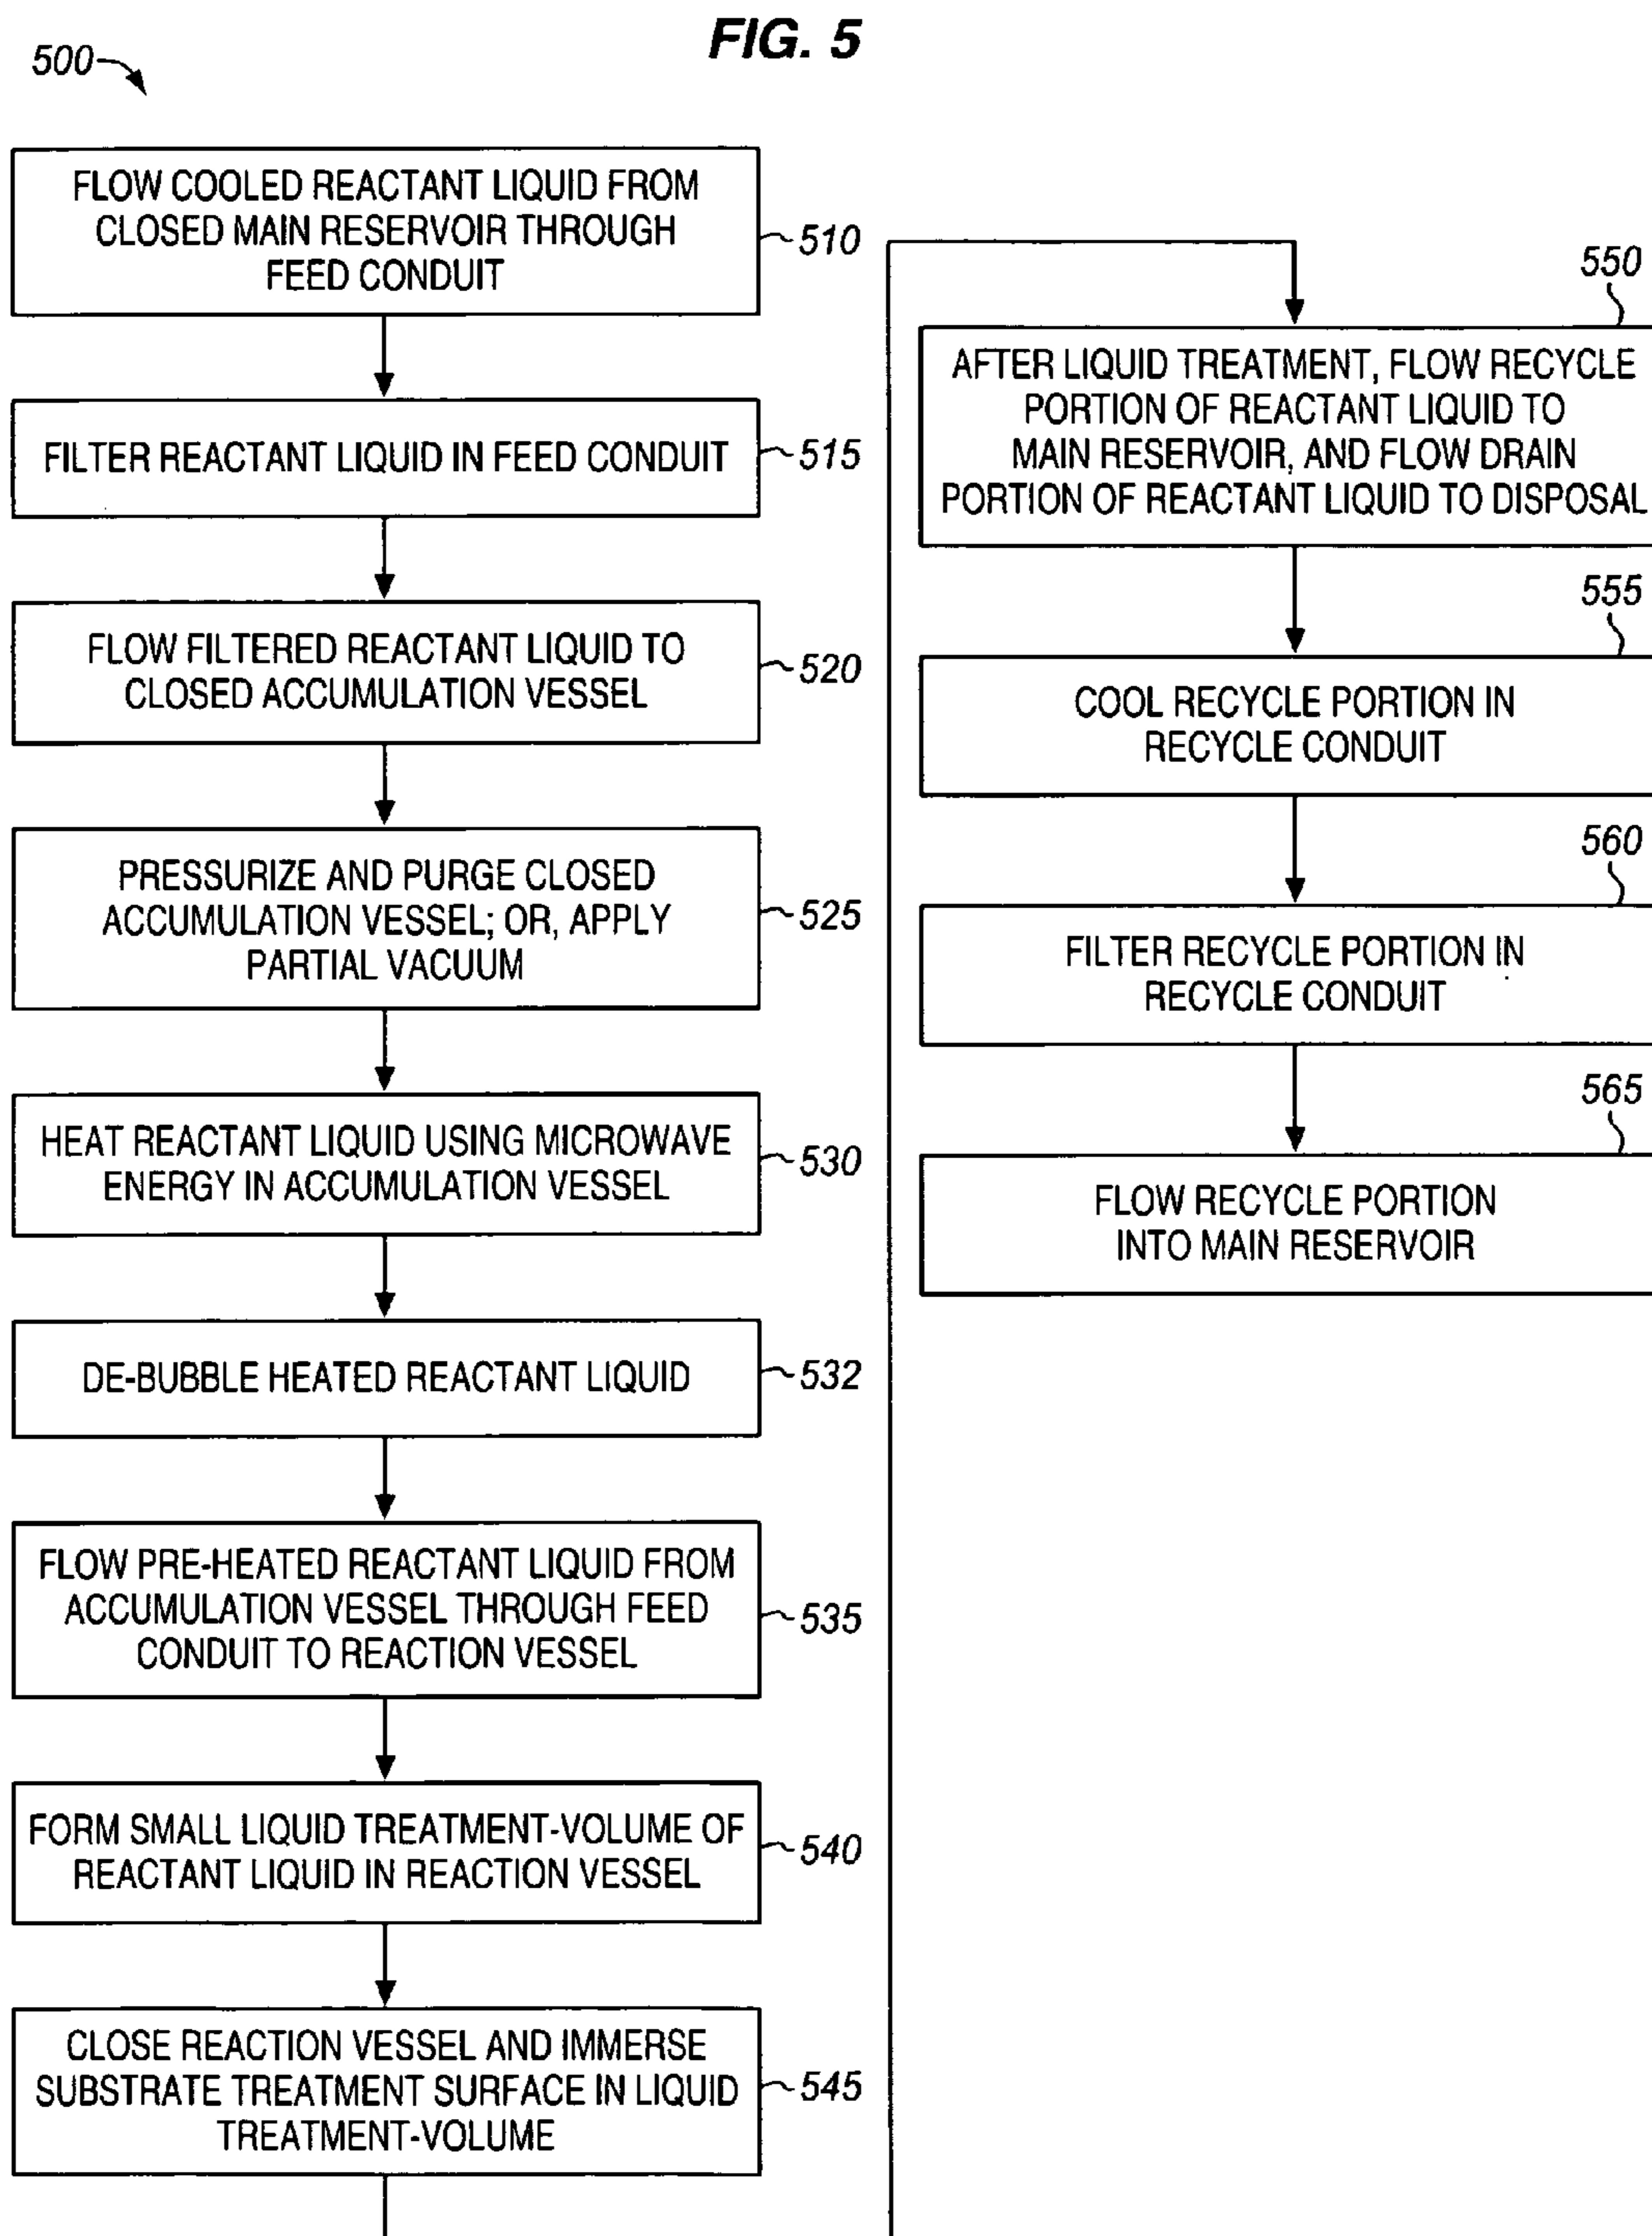 FIG. 5
500
FLOW COOLED REACTANT LIQUID FROM
CLOSED MAIN RESERVOIR THROUGH
FEED CONDUIT
510
FILTER REACTANT LIQUID IN FEED CONDUIT
515
FLOW FILTERED REACTANT LIQUID TO
CLOSED ACCUMULATION VESSEL
520
PRESSURIZE AND PURGE CLOSED
ACCUMULATION VESSEL; OR, APPLY
PARTIAL VACUUM
525
HEAT REACTANT LIQUID USING MICROWAVE
ENERGY IN ACCUMULATION VESSEL
530
DE-BUBBLE HEATED REACTANT LIQUID
532
FLOW PRE-HEATED REACTANT LIQUID FROM
ACCUMULATION VESSEL THROUGH FEED
CONDUIT TO REACTION VESSEL
535
FORM SMALL LIQUID TREATMENT-VOLUME OF
REACTANT LIQUID IN REACTION VESSEL
540
CLOSE REACTION VESSEL AND IMMERSE
SUBSTRATE TREATMENT SURFACE IN LIQUID
TREATMENT-VOLUME
545
550
AFTER LIQUID TREATMENT, FLOW RECYCLE
PORTION OF REACTANT LIQUID TO
MAIN RESERVOIR, AND FLOW DRAIN
PORTION OF REACTANT LIQUID TO DISPOSAL
555
COOL RECYCLE PORTION IN
RECYCLE CONDUIT
560
FILTER RECYCLE PORTION IN
RECYCLE CONDUIT
565
FLOW RECYCLE PORTION
INTO MAIN RESERVOIR